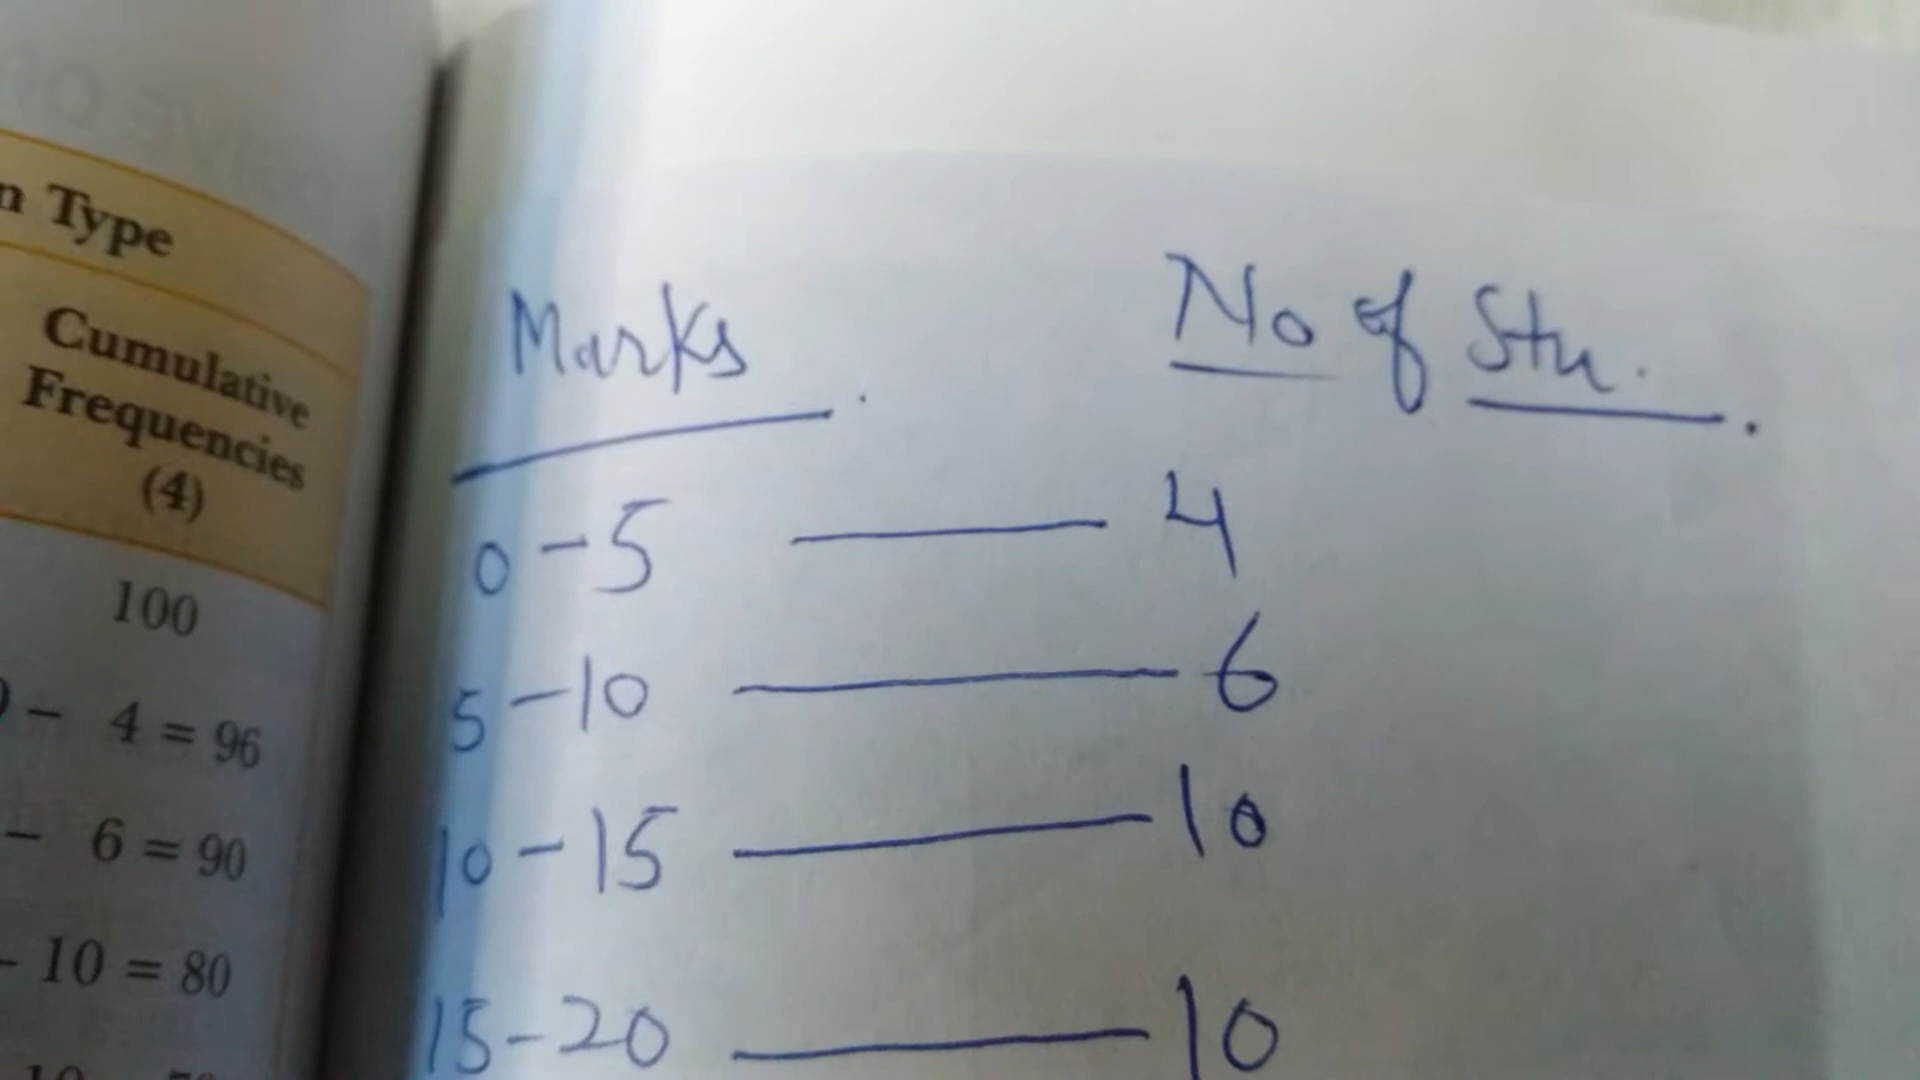 n Type
Cumulative
Frequencies
(4)
100
– 4 = 96
– 6 = 90
– 10 = 80
Marks No of Stu.
0 – 5 —— 4
5 – 10 —— 6
10 – 15 —— 10
15 – 20 —— 10